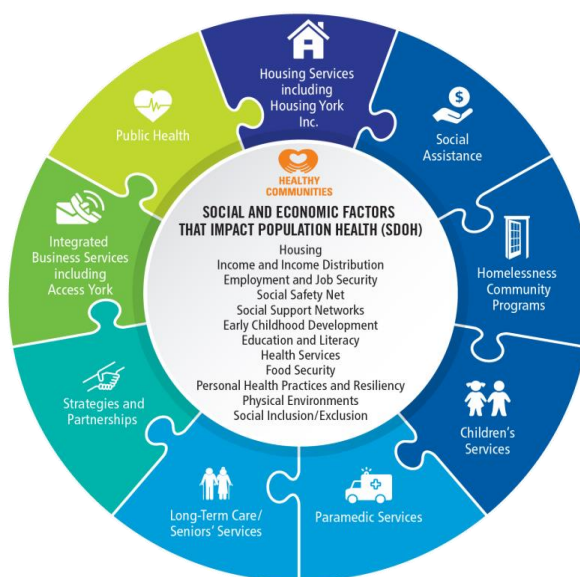 Housing Services
including
Housing York
Inc.
$
Social
Assistance
Homelessness
Community
Programs
Children's
Services
Paramedic Services
Long-Term Care/
Seniors' Services
Strategies and
Partnerships
Integrated
Business Services
including
Access York
Public Health
HEALTHY
COMMUNITIES
SOCIAL AND ECONOMIC FACTORS
THAT IMPACT POPULATION HEALTH (SDOH)
Housing
Income and Income Distribution
Employment and Job Security
Social Safety Net
Social Support Networks
Early Childhood Development
Education and Literacy
Health Services
Food Security
Personal Health Practices and Resiliency
Physical Environments
Social Inclusion/Exclusion